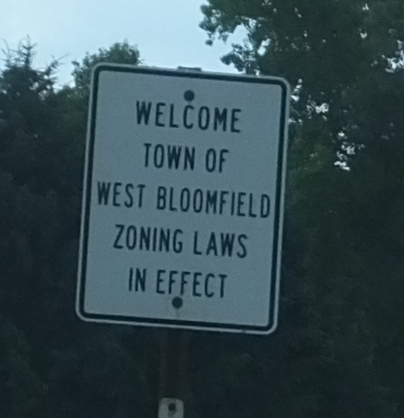 WELCOME
TOWN OF
WEST BLOOMFIELD
ZONING LAWS
IN EFFECT